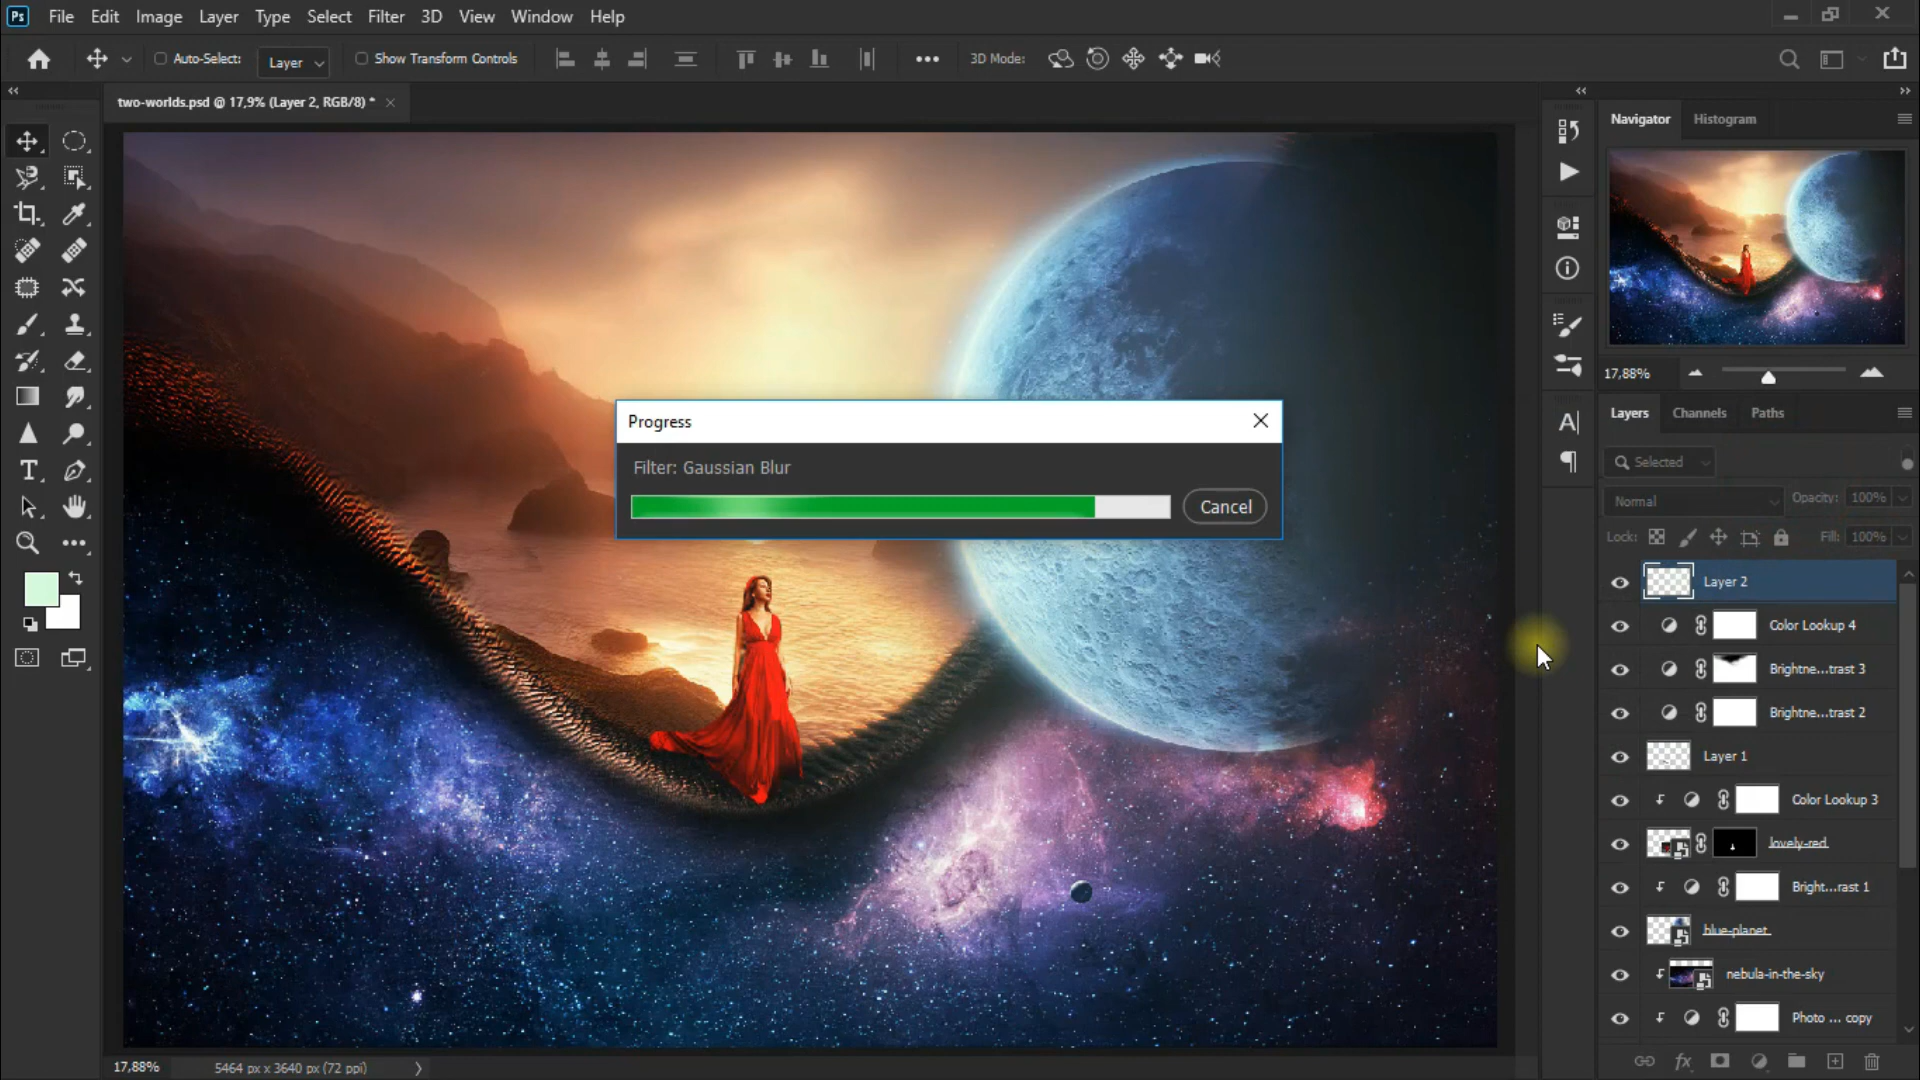 Ps File Edit Image Layer Type Select Filter 3D View Window Help
Auto-Select: Layer Show Transform Controls 3D Mode:
two-worlds.psd @ 17,9% (Layer 2, RGB/8) *
Navigator Histogram
17,88%
Layers Channels Paths
Selected
Normal Opacity: 100%
Lock: Fill: 100%
Layer 2
Color Lookup 4
Brightne...trast 3
Brightne...trast 2
Layer 1
Color Lookup 3
lovely-red
Bright...rast 1
blue-planet
nebula-in-the-sky
Photo ... copy
fx
Progress
Filter: Gaussian Blur
Cancel
17,88% 5464 px x 3640 px (72 ppi)